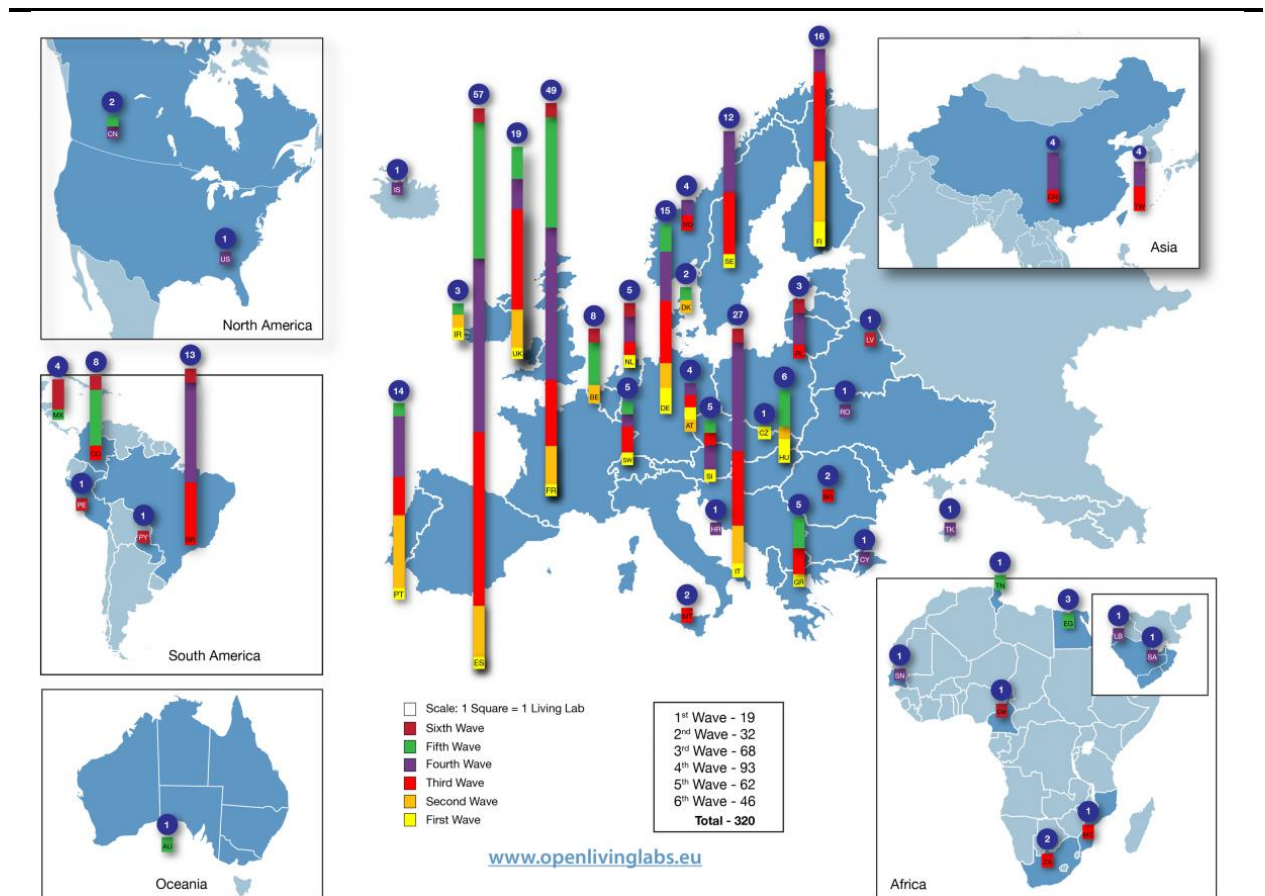 2
CN
1
US
North America
4
MX
8
CO
13
BR
1
PE
1
PY
South America
1
AU
Oceania
1
IS
57
ES
19
UK
49
FR
3
IR
14
PT
8
BE
5
NL
5
SW
15
DE
4
NO
2
DK
12
SE
16
FI
4
AT
5
SI
27
IT
1
CZ
6
HU
3
PL
1
LV
1
RO
2
1
HR
5
GR
1
CY
1
TK
2
MT
4
CN
4
TW
Asia
1
TN
3
EG
1
LB
1
SA
1
SN
1
CM
1
2
ZA
Africa
Scale: 1 Square = 1 Living Lab
Sixth Wave
Fifth Wave
Fourth Wave
Third Wave
Second Wave
First Wave
1st Wave - 19
2nd Wave - 32
3rd Wave - 68
4th Wave - 93
5th Wave - 62
6th Wave - 46
Total - 320
www.openlivinglabs.eu